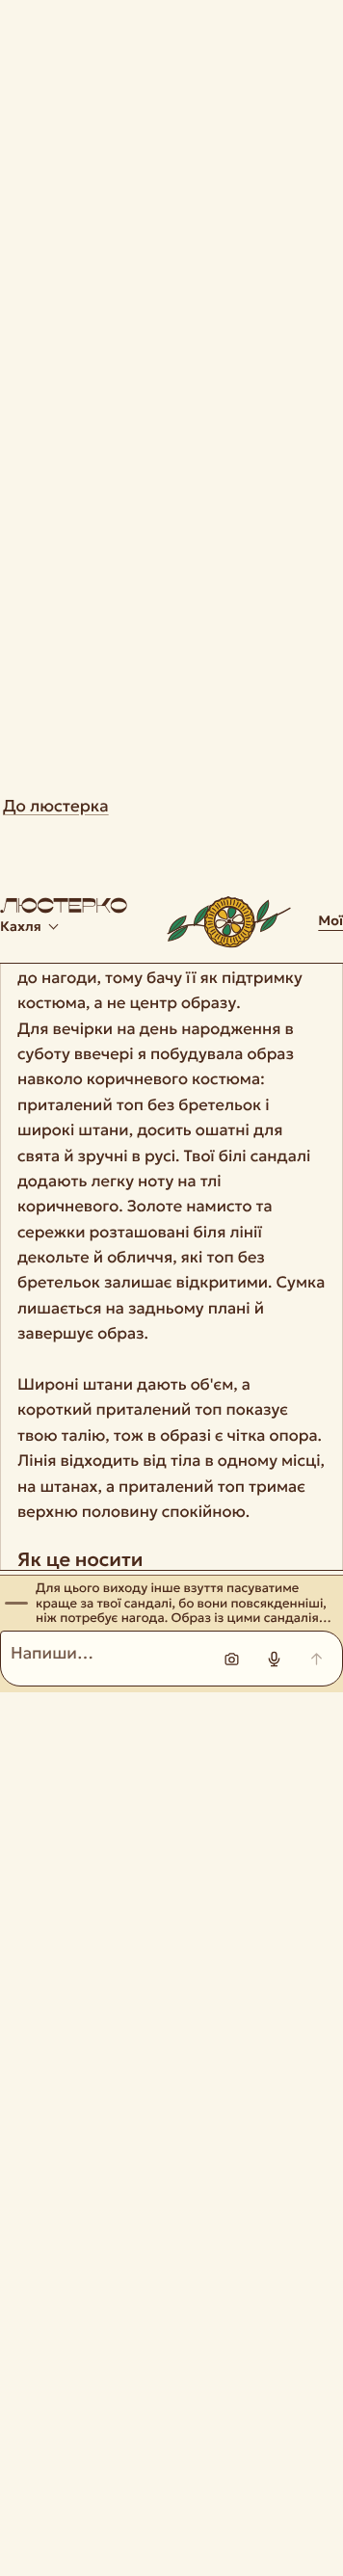 До люстерка
ЛЮСТЕРКО
Кахля
Мої
до нагоди, тому бачу її як підтримку
костюма, а не центр образу.
Для вечірки на день народження в
суботу ввечері я побудувала образ
навколо коричневого костюма:
приталений топ без бретельок і
широкі штани, досить ошатні для
свята й зручні в русі. Твої білі сандалі
додають легку ноту на тлі
коричневого. Золоте намисто та
сережки розташовані біля лінії
декольте й обличчя, які топ без
бретельок залишає відкритими. Сумка
лишається на задньому плані й
завершує образ.
Широні штани дають об'єм, а
короткий приталений топ показує
твою талію, тож в образі є чітка опора.
Лінія відходить від тіла в одному місці,
на штанах, а приталений топ тримає
верхню половину спокійною.
Як це носити
Для цього виходу інше взуття пасуватиме
краще за твої сандалі, бо вони повсякденніші,
ніж потребує нагода. Образ із цими сандалія…
Напиши…